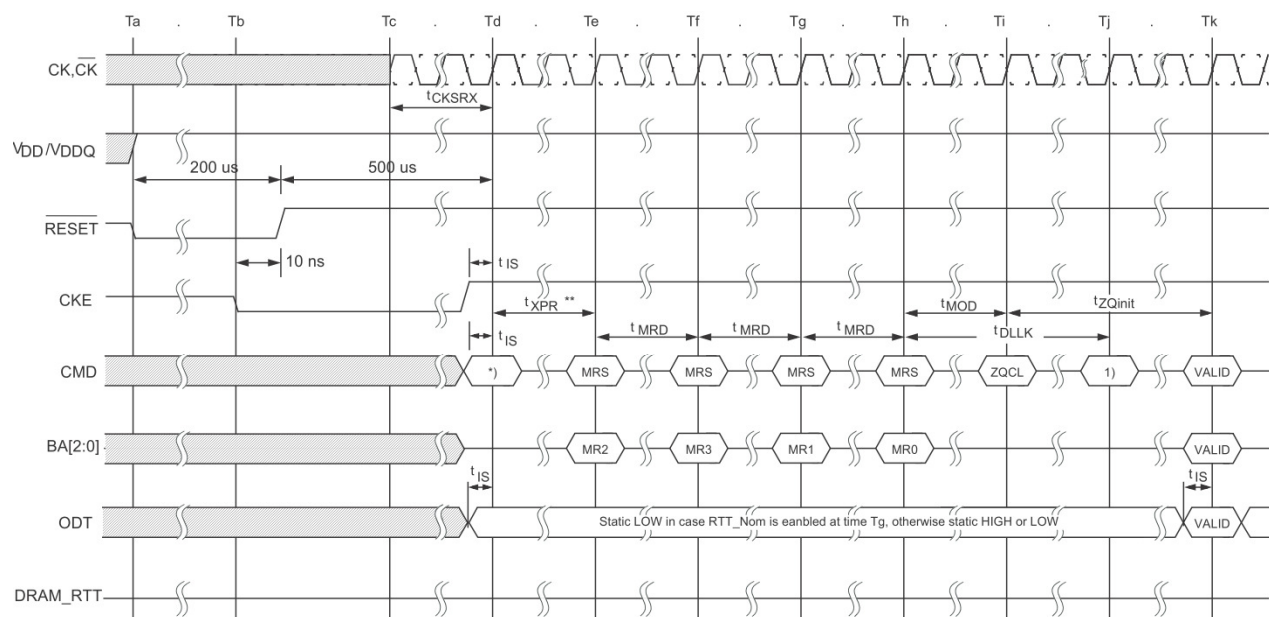 Ta . Tb Tc . Td . Te . Tf . Tg . Th . Ti . Tj . Tk
CK,CK
tCKSRX
VDD/VDDQ
200 us 500 us
RESET
10 ns tIS
CKE
tXPR ** tMOD tZQinit
tIS tMRD tMRD tMRD tDLLK
CMD *) MRS MRS MRS MRS ZQCL 1) VALID
BA[2:0] MR2 MR3 MR1 MR0 VALID
tIS tIS
ODT Static LOW in case RTT_Nom is eanbled at time Tg, otherwise static HIGH or LOW VALID
DRAM_RTT